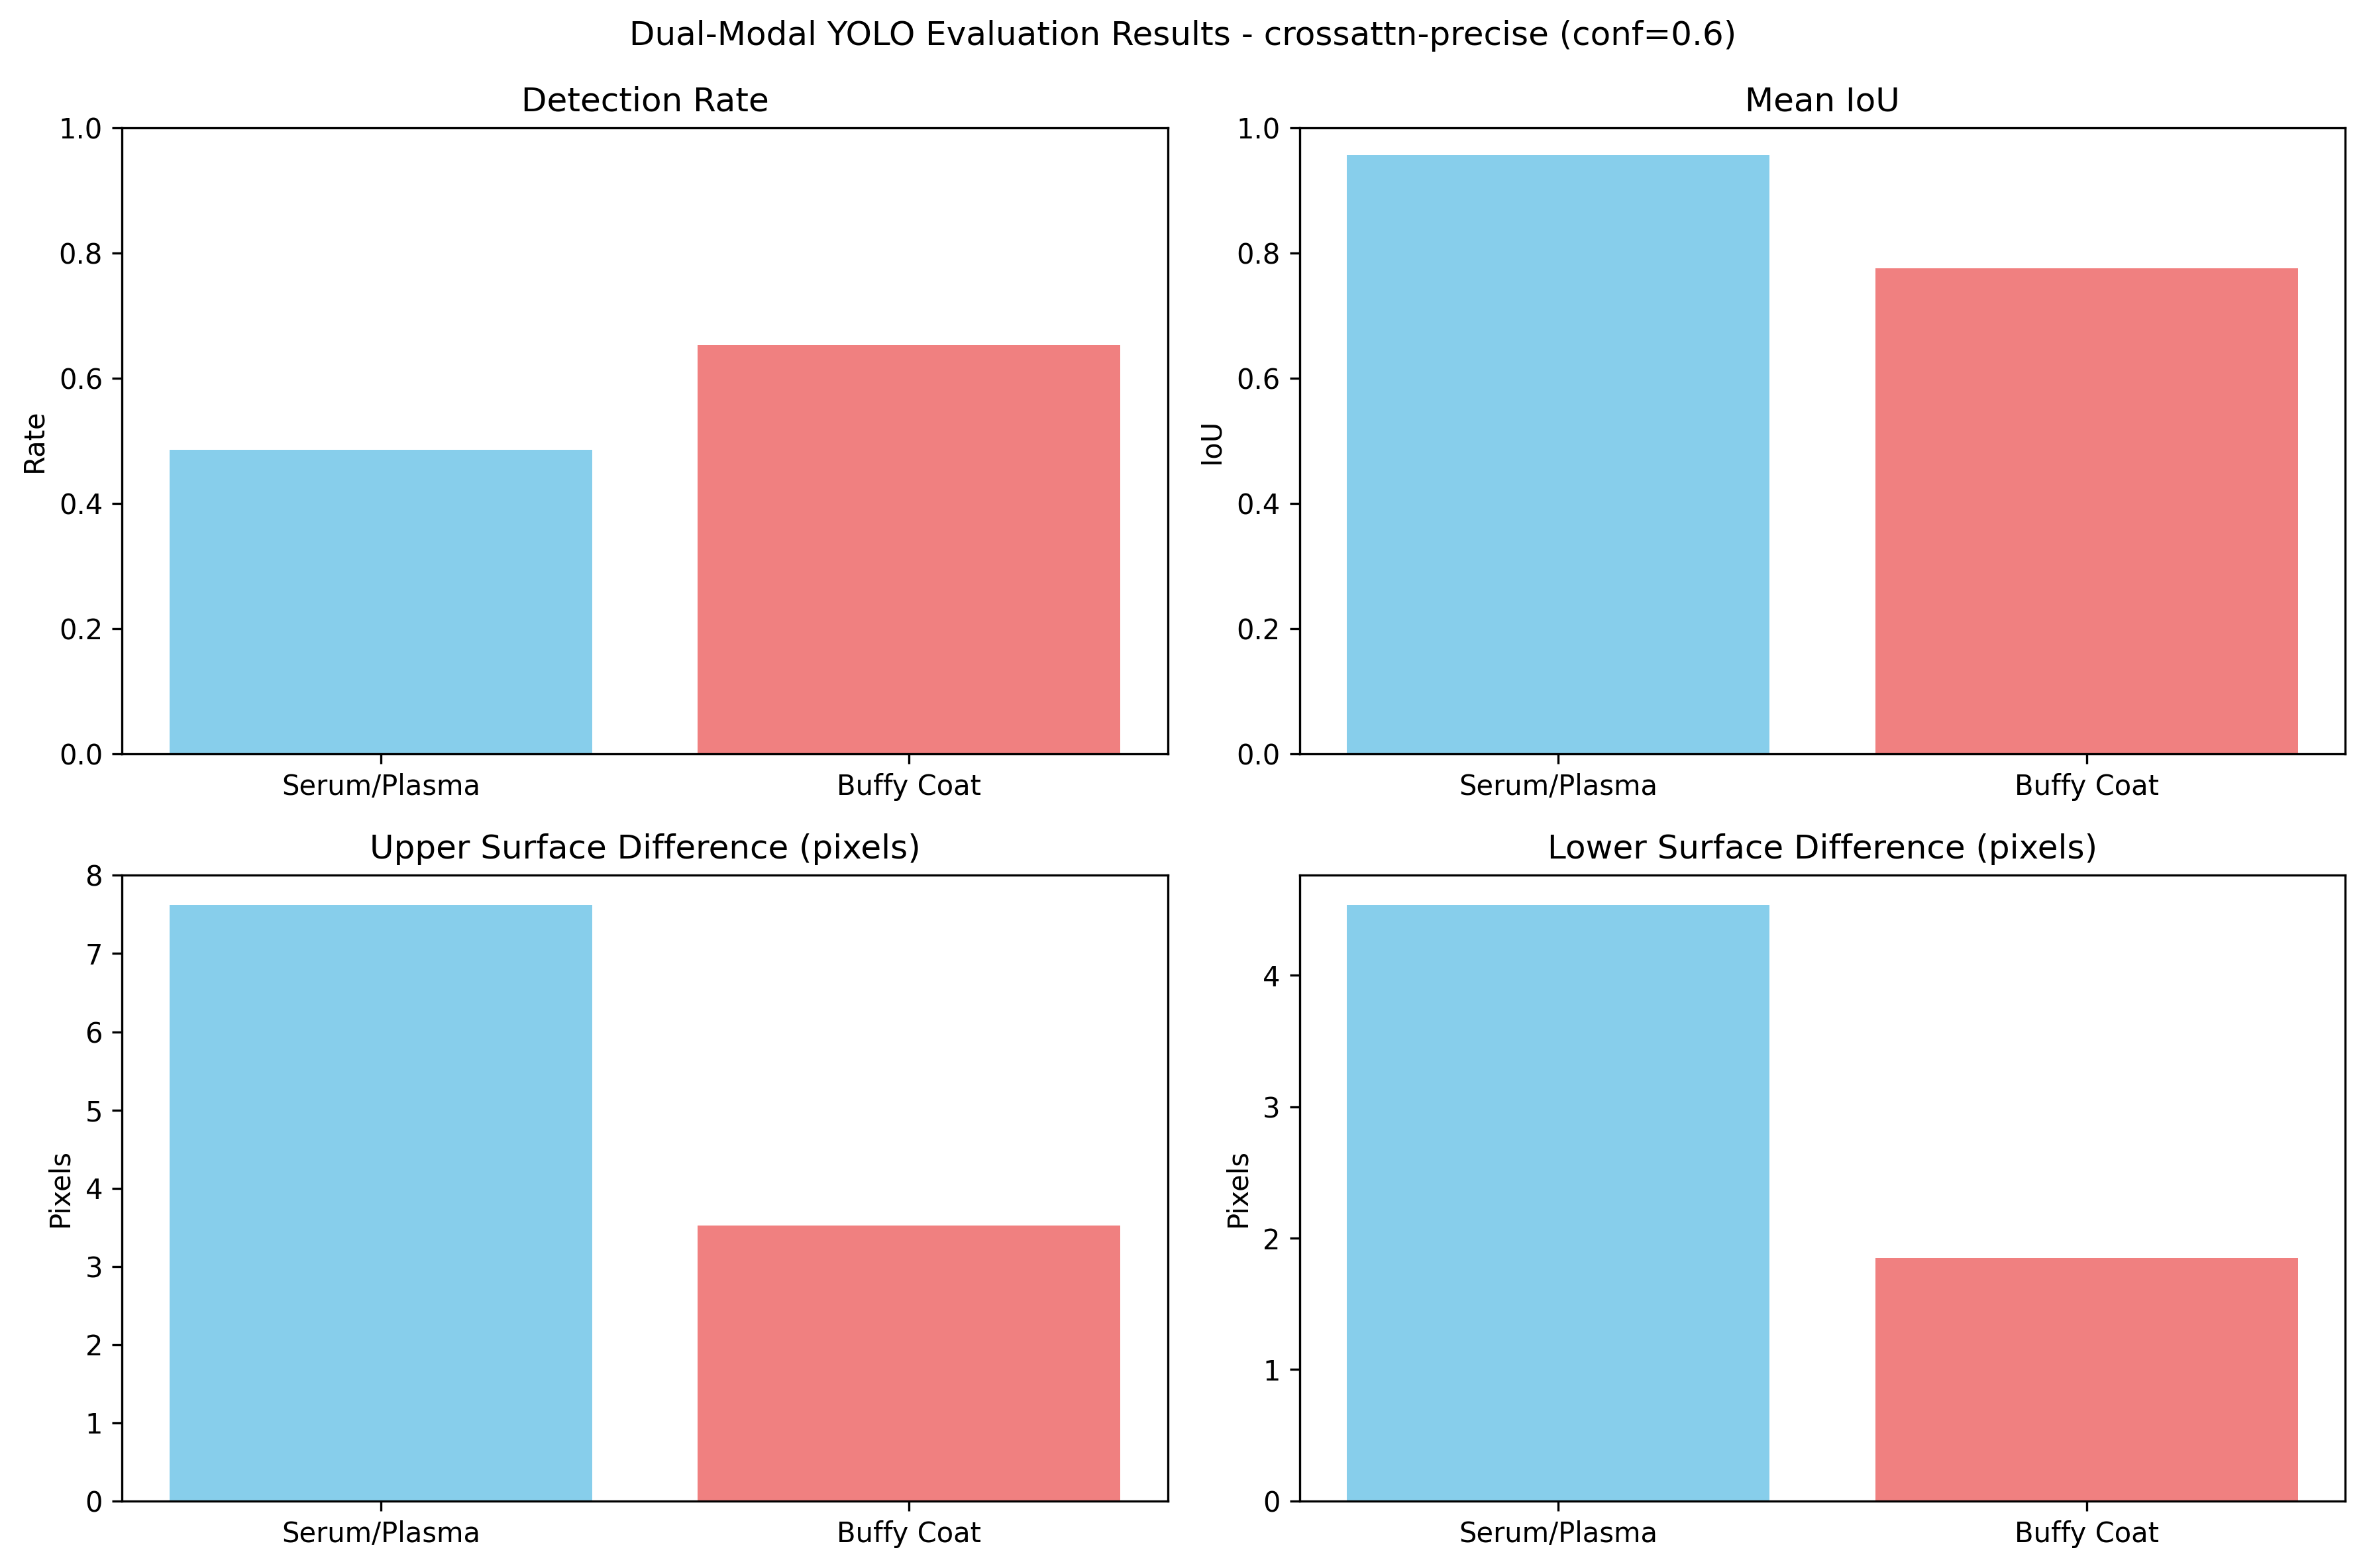 Dual-Modal YOLO Evaluation Results - crossattn-precise (conf=0.6)
Detection Rate
1.0
0.8
0.6
0.4
0.2
0.0
Rate
Serum/Plasma
Buffy Coat
Mean IoU
1.0
0.8
0.6
0.4
0.2
0.0
IoU
Serum/Plasma
Buffy Coat
Upper Surface Difference (pixels)
8
7
6
5
4
3
2
1
0
Pixels
Serum/Plasma
Buffy Coat
Lower Surface Difference (pixels)
4
3
2
1
0
Pixels
Serum/Plasma
Buffy Coat